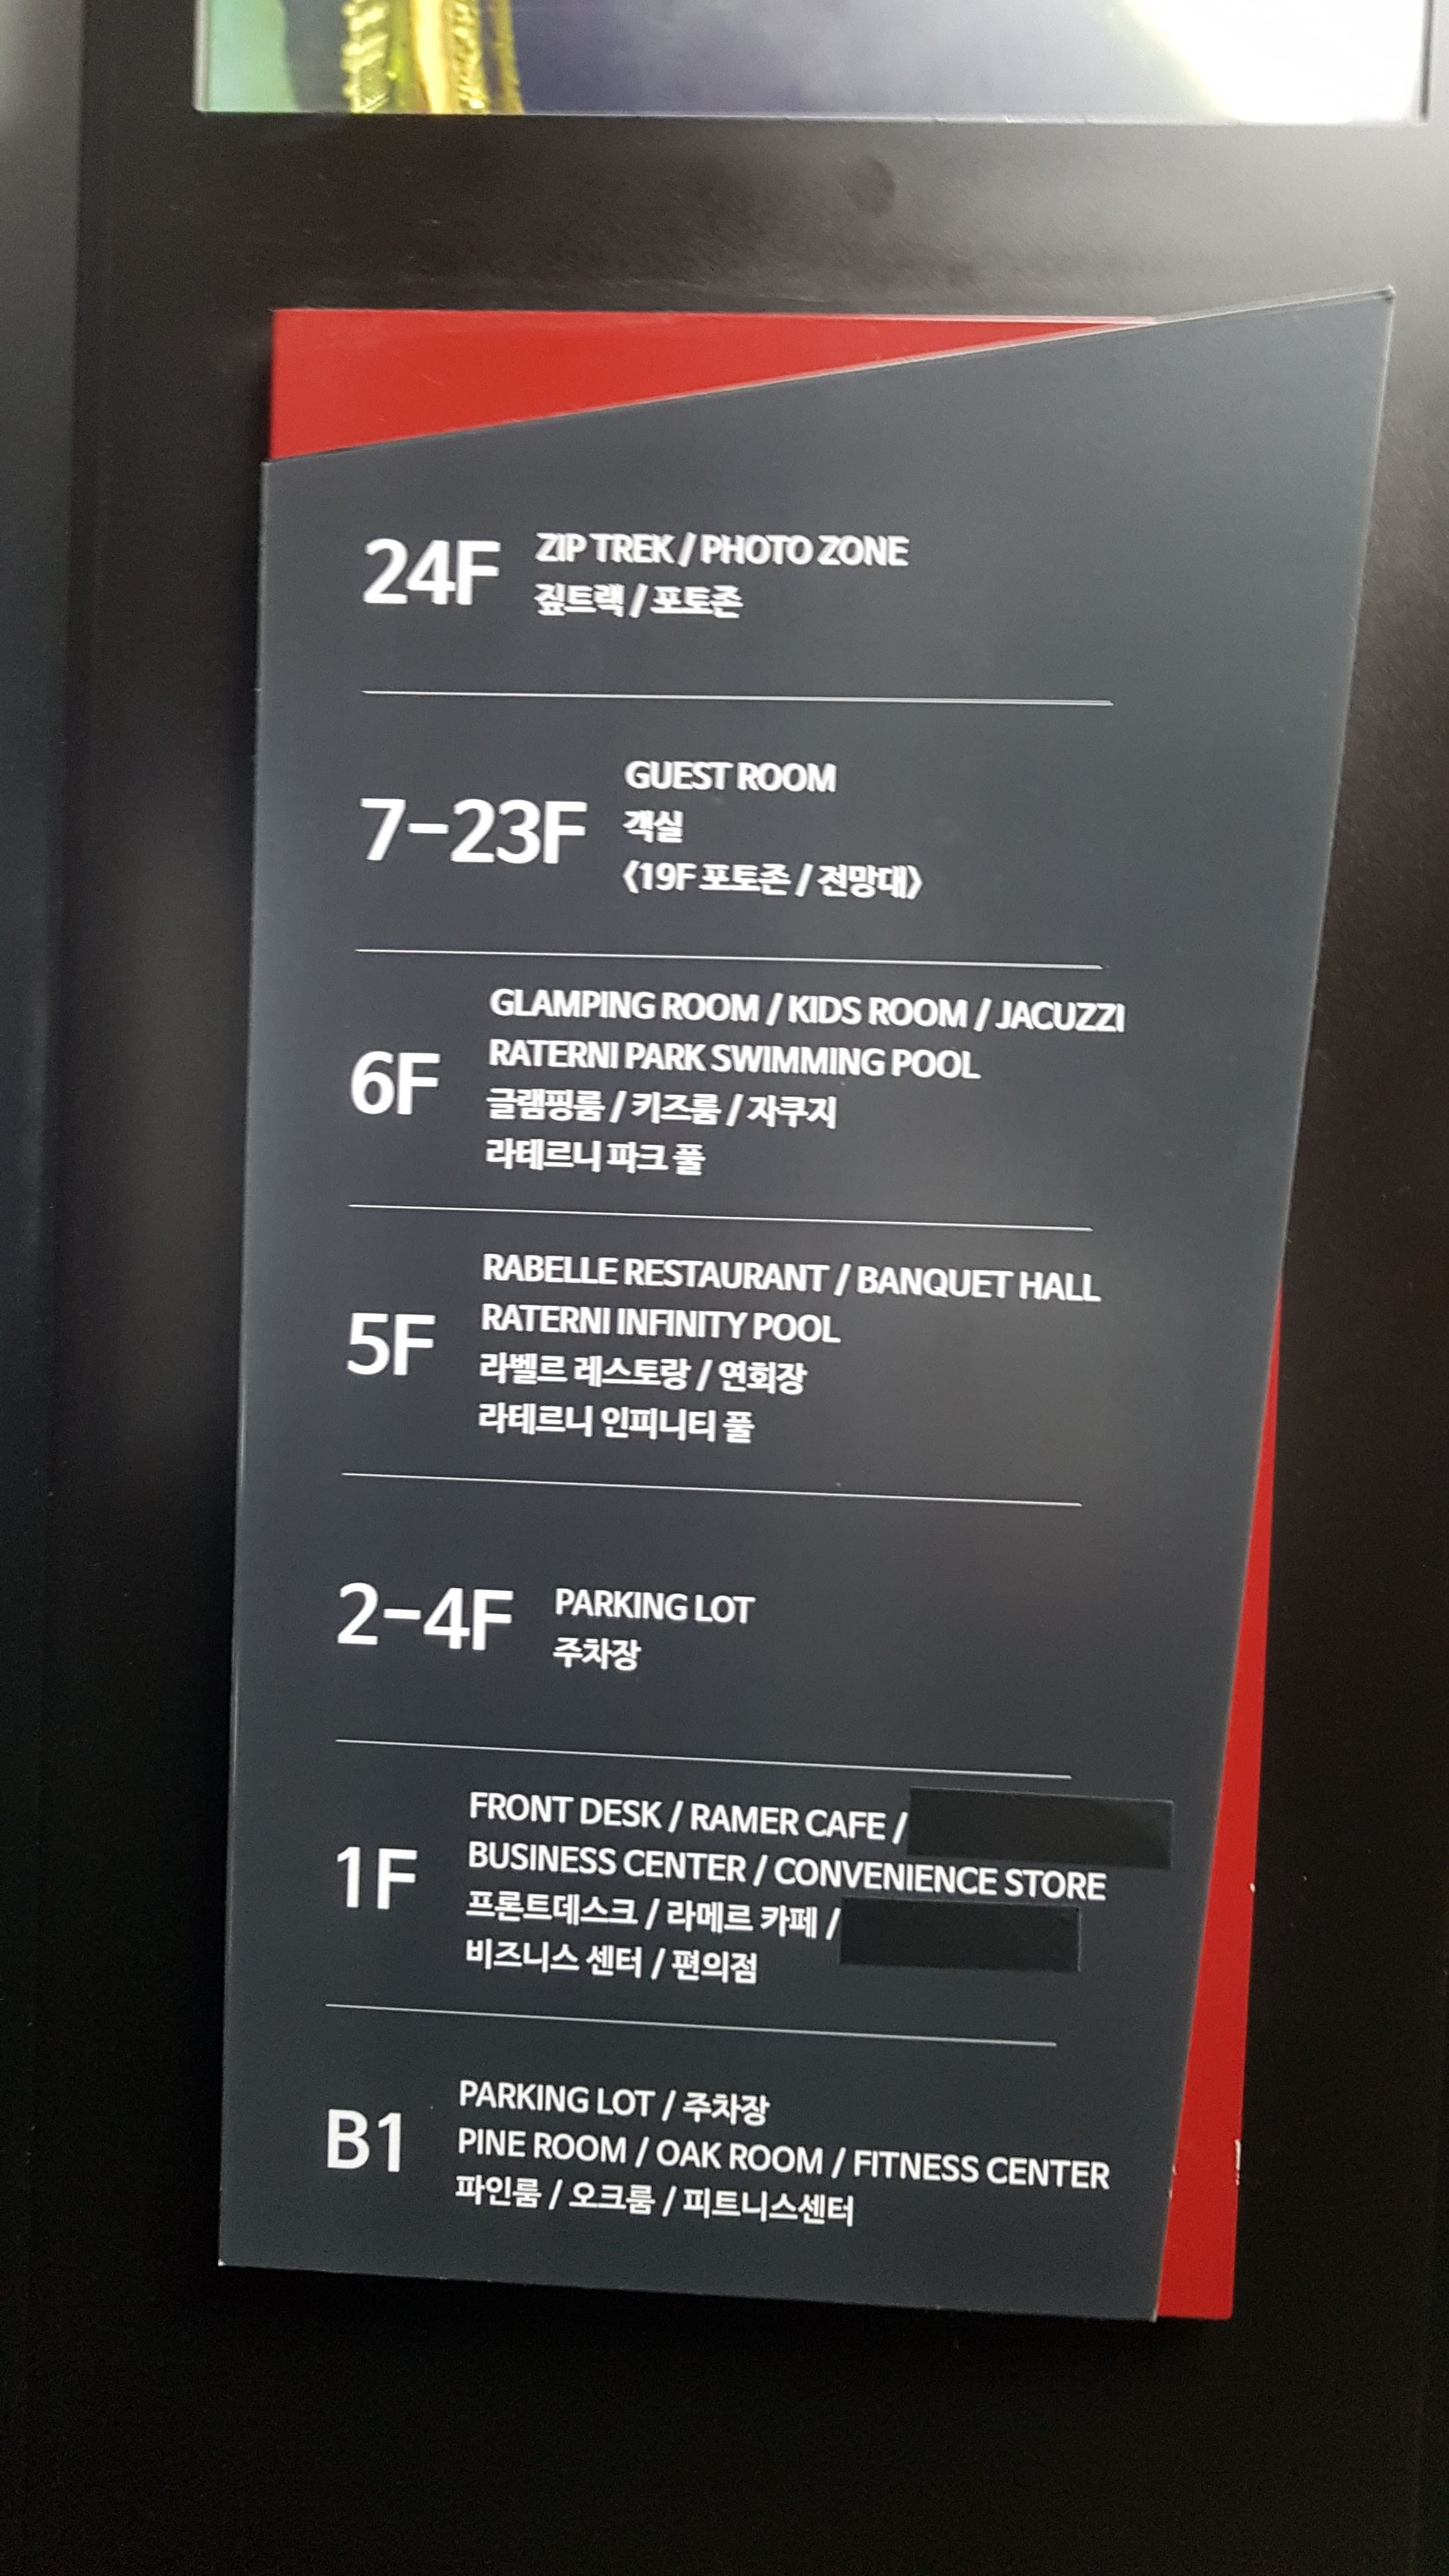 24F
ZIP TREK / PHOTO ZONE
짚트랙 / 포토존
7-23F
GUEST ROOM
객실
《19F 포토존 / 전망대》
6F
GLAMPING ROOM / KIDS ROOM / JACUZZI
RATERNI PARK SWIMMING POOL
글램핑룸 / 키즈룸 / 자쿠지
라테르니 파크 풀
5F
RABELLE RESTAURANT / BANQUET HALL
RATERNI INFINITY POOL
라벨르 레스토랑 / 연회장
라테르니 인피니티 풀
2-4F
PARKING LOT
주차장
1F
FRONT DESK / RAMER CAFE /
BUSINESS CENTER / CONVENIENCE STORE
프론트데스크 / 라메르 카페 /
비즈니스 센터 / 편의점
B1
PARKING LOT / 주차장
PINE ROOM / OAK ROOM / FITNESS CENTER
파인룸 / 오크룸 / 피트니스센터